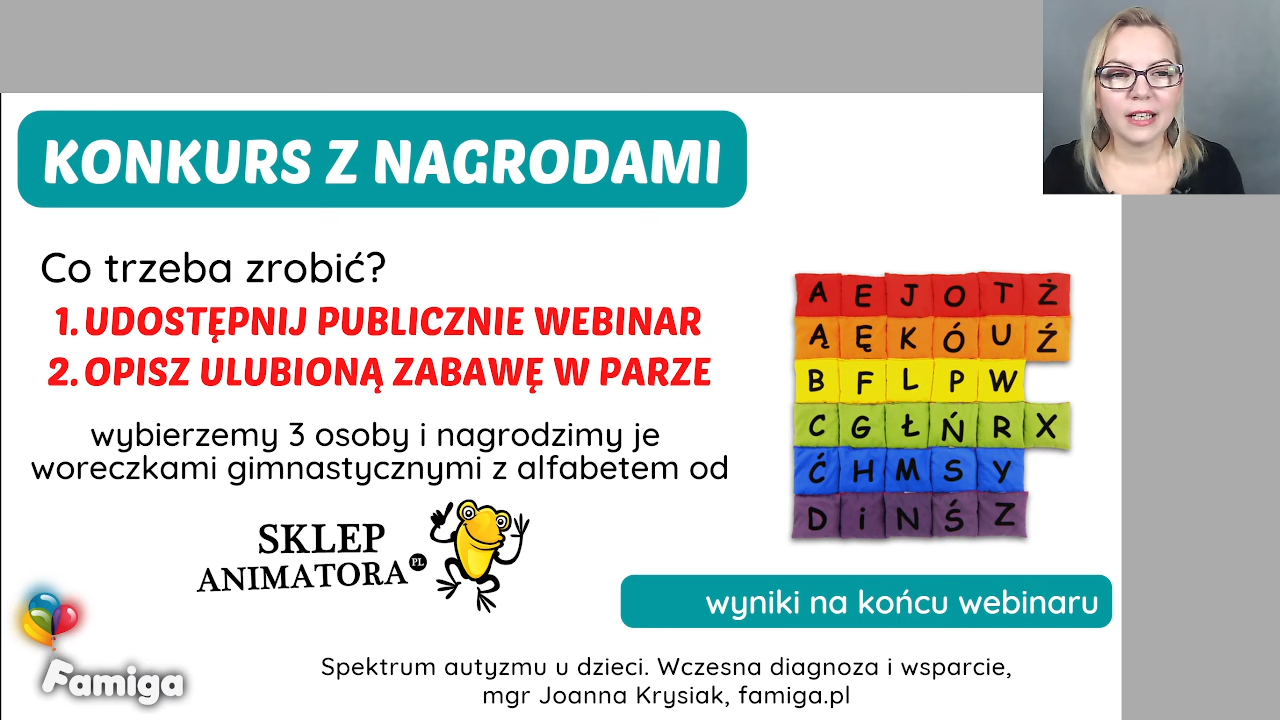 KONKURS Z NAGRODAMI
Co trzeba zrobić?
1. UDOSTĘPNIJ PUBLICZNIE WEBINAR
2. OPISZ ULUBIONĄ ZABAWĘ W PARZE
wybierzemy 3 osoby i nagrodzimy je
woreczkami gimnastycznymi z alfabetem od
SKLEP
ANIMATORA PL
A E J O T Ż
Ą Ę K Ó U Ź
B F L P W
C G Ł Ń R X
Ć H M S Y
D i N Ś Z
wyniki na końcu webinaru
Famiga
Spektrum autyzmu u dzieci. Wczesna diagnoza i wsparcie,
mgr Joanna Krysiak, famiga.pl